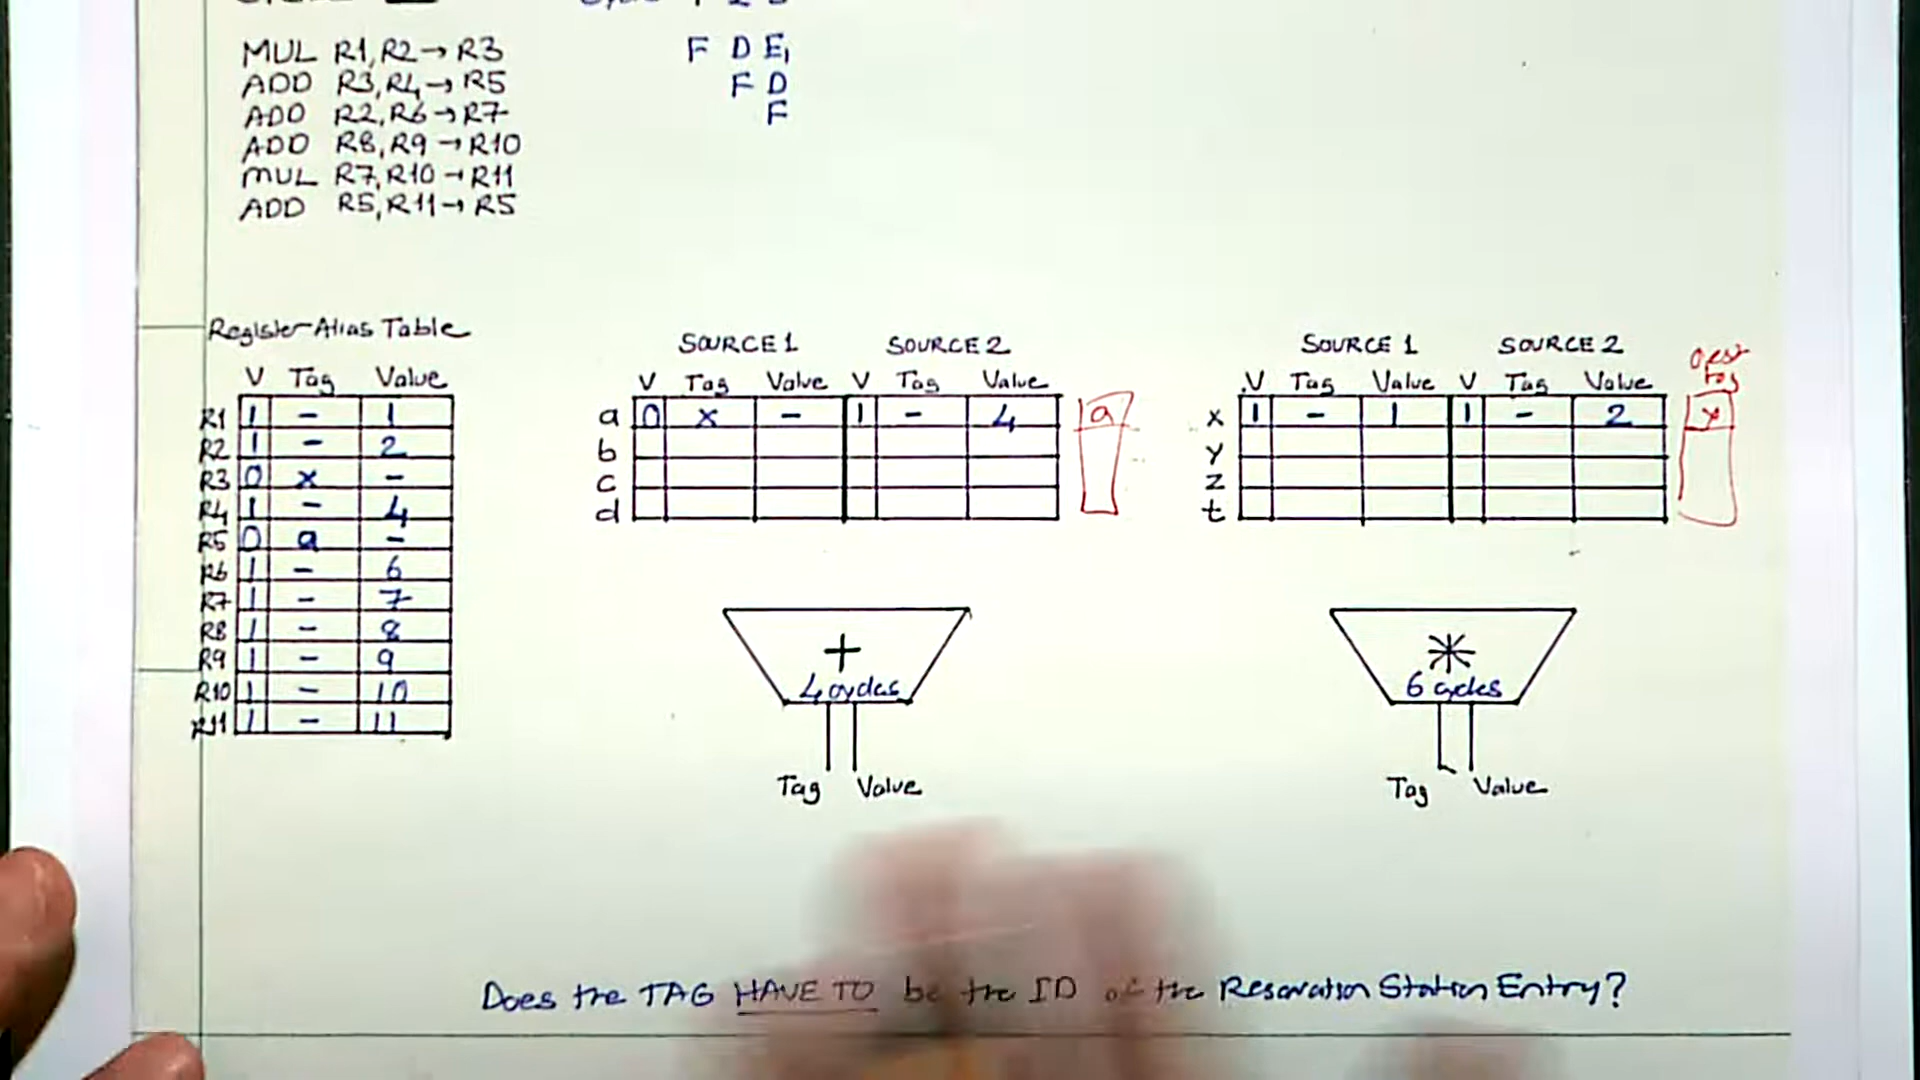 MUL R1,R2→R3 F D E1
ADD R3,R4→R5 F D
ADD R2,R6→R7 F
ADD R8,R9→R10
MUL R7,R10→R11
ADD R5,R11→R5
Register Alias Table
V Tag Value
R1 1 - 1
R2 1 - 2
R3 0 x -
R4 1 - 4
R5 0 a -
R6 1 - 6
R7 1 - 7
R8 1 - 8
R9 1 - 9
R10 1 - 10
R11 1 - 11
SOURCE 1 SOURCE 2
V Tag Value V Tag Value
a 0 x - 1 - 4 a
b
c
d
+
4 cycles
Tag Value
SOURCE 1 SOURCE 2 Dest
V Tag Value V Tag Value tag
x 1 - 1 1 - 2 x
y
z
t
*
6 cycles
Tag Value
Does the TAG HAVE TO be the ID of the Reservation Station Entry?